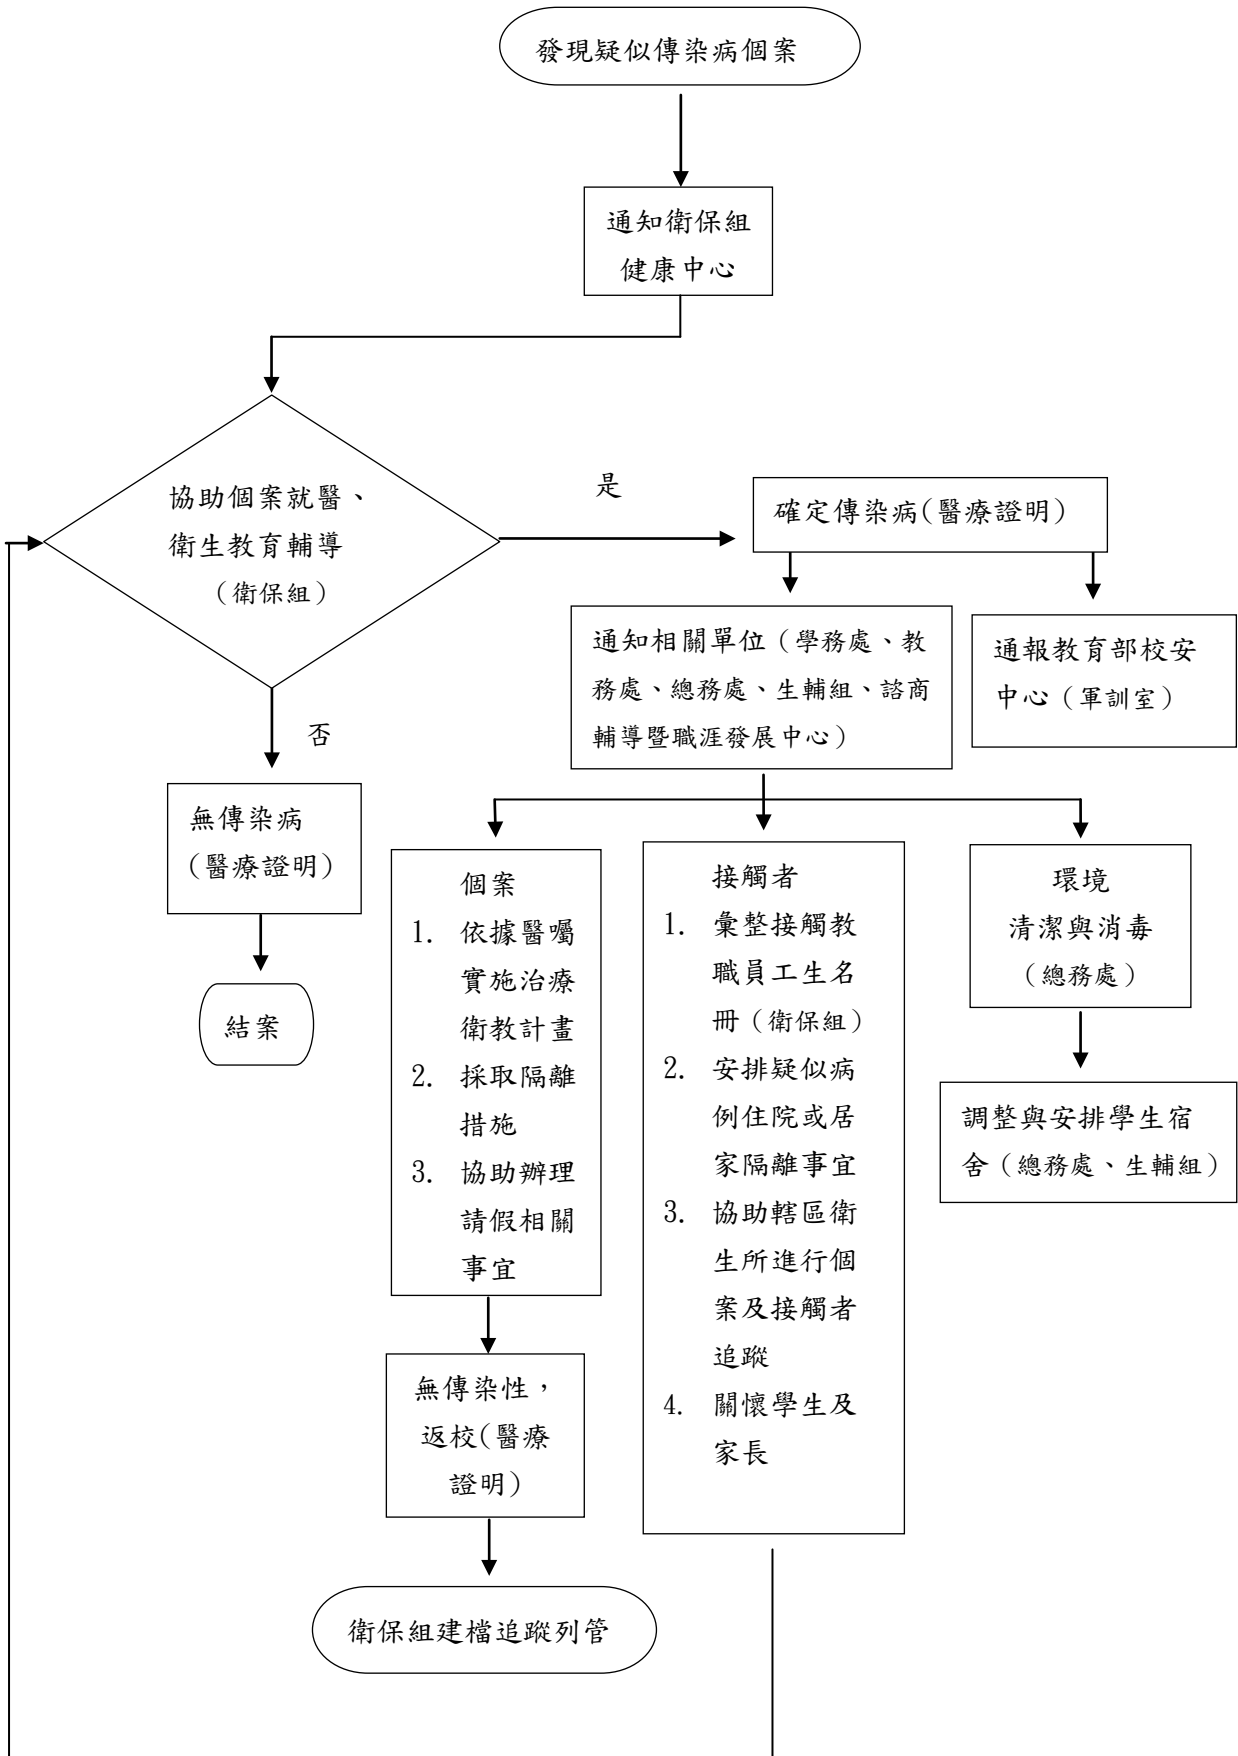 發現疑似傳染病個案
通知衛保組
健康中心
協助個案就醫、
衛生教育輔導
（衛保組）
是
確定傳染病(醫療證明)
通知相關單位（學務處、教
務處、總務處、生輔組、諮商
輔導暨職涯發展中心）
通報教育部校安
中心（軍訓室）
否
無傳染病
(醫療證明)
結案
個案
1. 依據醫囑
實施治療
衛教計畫
2. 採取隔離
措施
3. 協助辦理
請假相關
事宜
接觸者
1. 彙整接觸教
職員工生名
冊（衛保組）
2. 安排疑似病
例住院或居
家隔離事宜
3. 協助轄區衛
生所進行個
案及接觸者
追蹤
4. 關懷學生及
家長
環境
清潔與消毒
（總務處）
調整與安排學生宿
舍（總務處、生輔組）
無傳染性，
返校(醫療
證明)
衛保組建檔追蹤列管